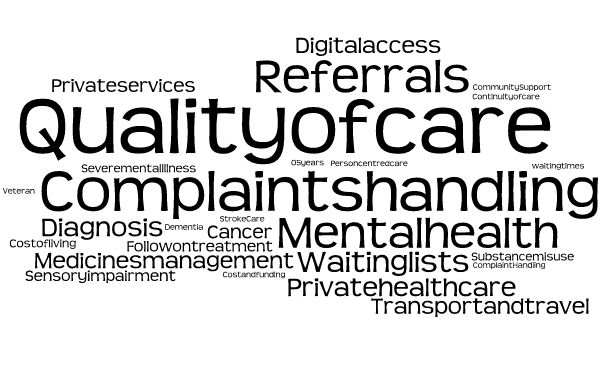 Digitalaccess
Referrals
Privateservices
CommunitySupport
Continuityofcare
Qualityofcare
05years
Personcentredcare
waitingtimes
SeverementalIllness
Veteran
Complaintshandling
StrokeCare
Diagnosis
Dementia
Cancer
Mentalhealth
Costofliving
Followontreatment
Medicinesmanagement
Waitinglists
Substancemisuse
ComplaintHandling
Sensoryimpairment
Costandfunding
Privatehealthcare
Transportandtravel